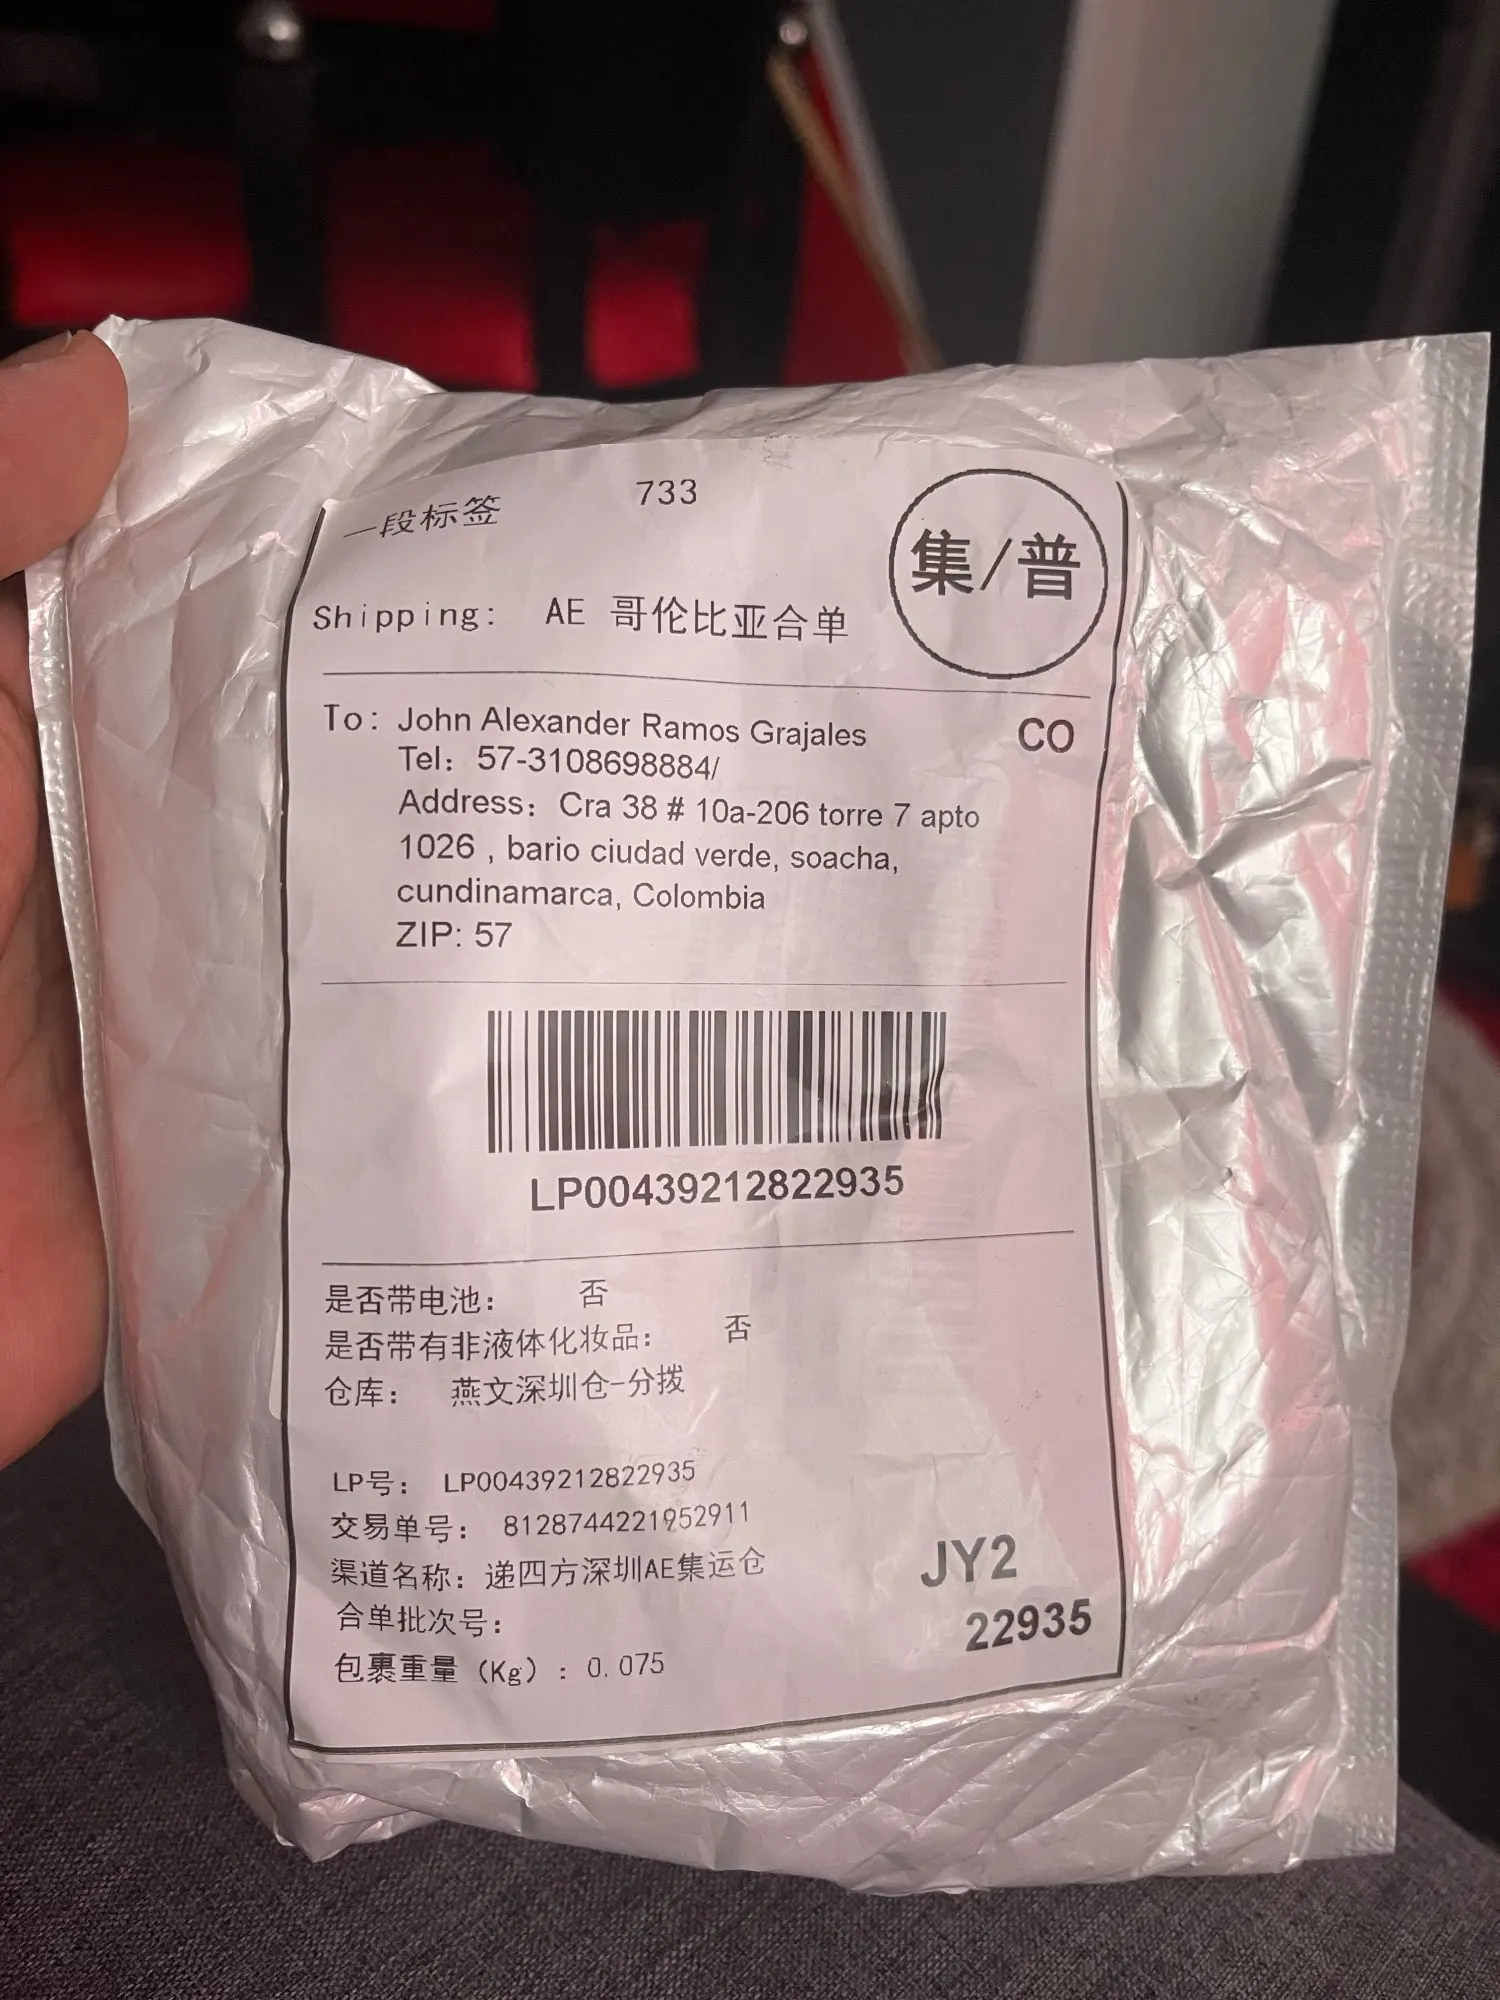 一段标签 733
集/普
Shipping: AE 哥伦比亚合单
To: John Alexander Ramos Grajales CO
Tel: 57-3108698884/
Address: Cra 38 # 10a-206 torre 7 apto
1026 , bario ciudad verde, soacha,
cundinamarca, Colombia
ZIP: 57
LP00439212822935
是否带电池: 否
是否带有非液体化妆品: 否
仓库: 燕文深圳仓-分拨
LP号: LP00439212822935
交易单号: 8128744221952911
渠道名称: 递四方深圳AE集运仓
JY2
合单批次号:
22935
包裹重量 (Kg) : 0.075